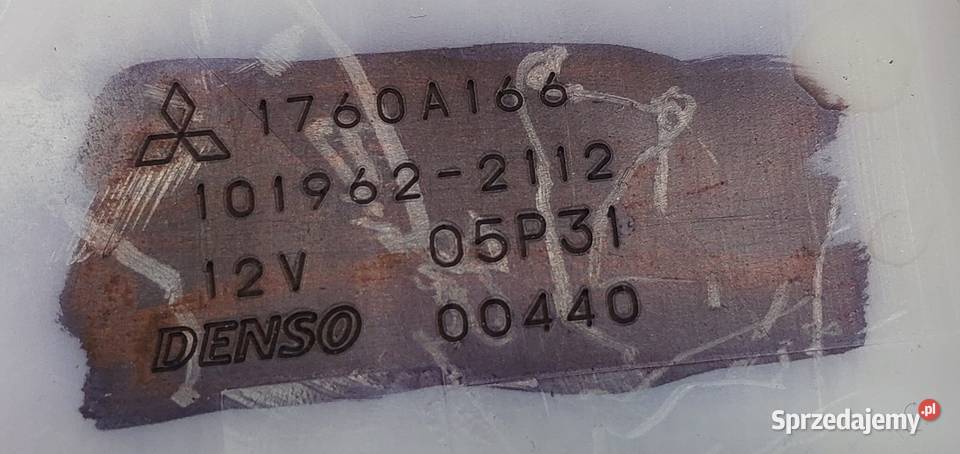 1760A166
101962-2112
12V 05P31
DENSO 00440
Sprzedajemy.pl